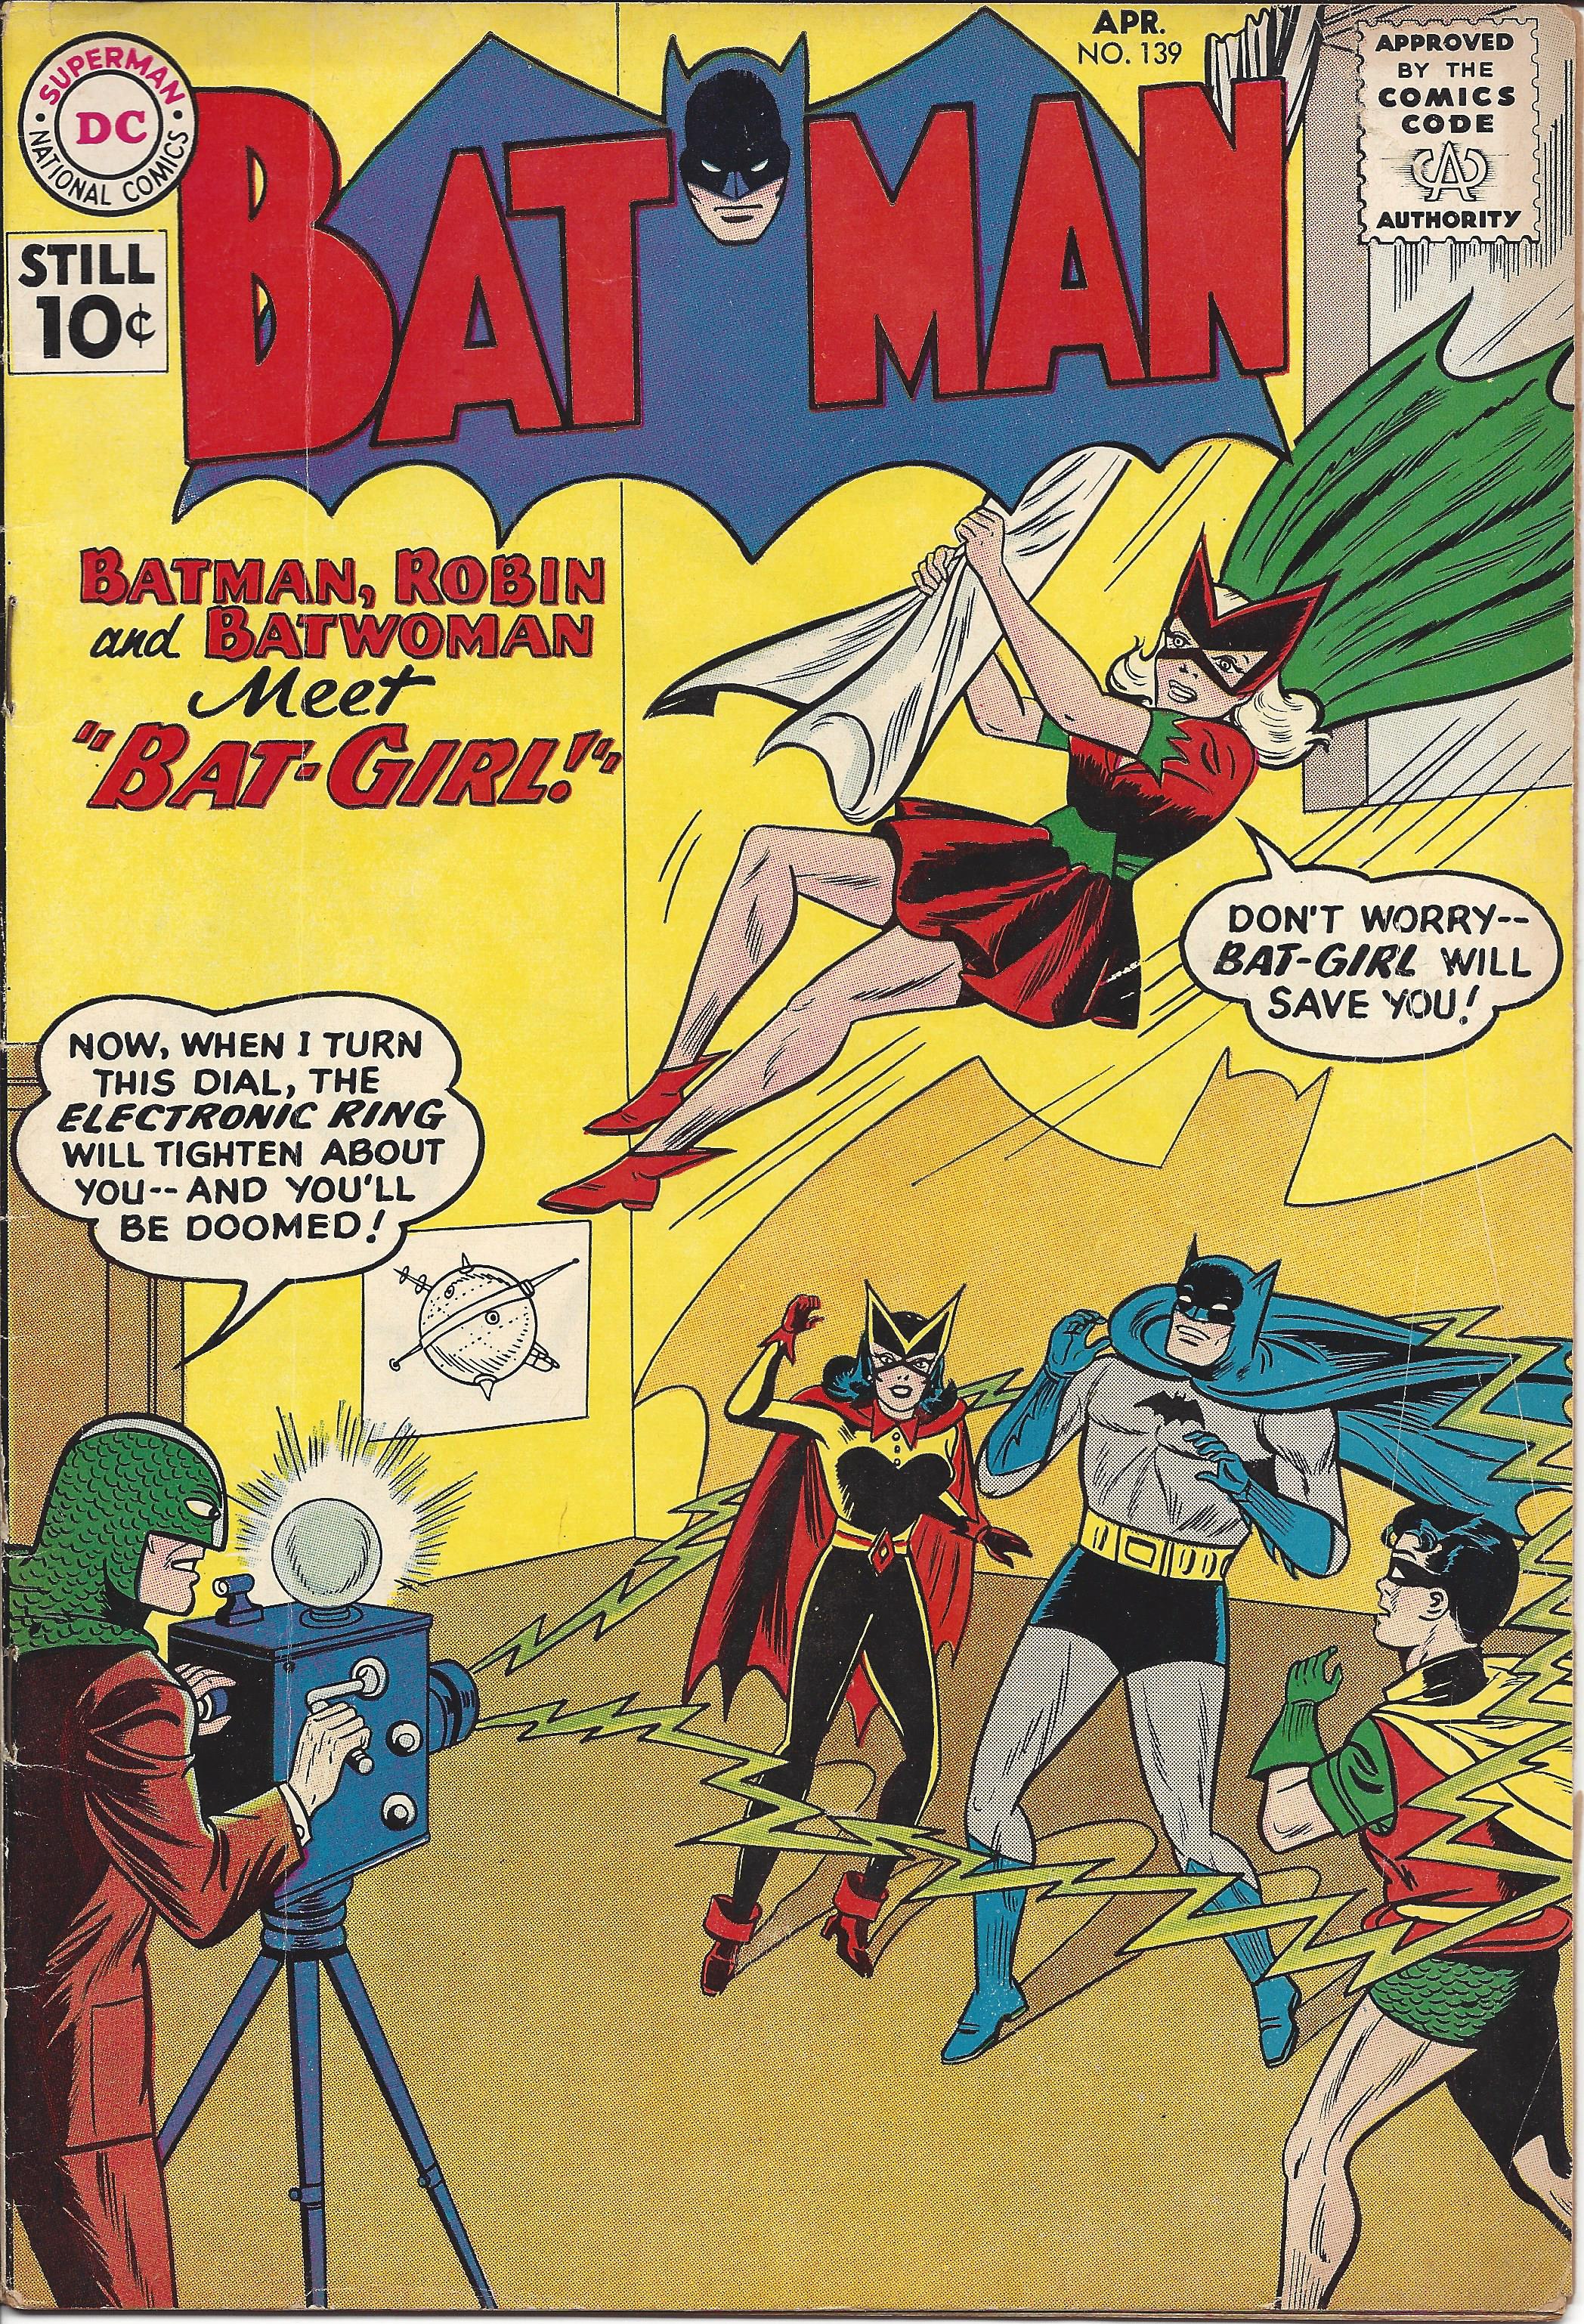 APR.
NO. 139
SUPERMAN
DC
NATIONAL COMICS
APPROVED
BY THE
COMICS
CODE
CA
AUTHORITY
BATMAN
STILL
10¢
BATMAN, ROBIN
and BATWOMAN
Meet
"BAT-GIRL!"
DON'T WORRY--
BAT-GIRL WILL
SAVE YOU!
NOW, WHEN I TURN
THIS DIAL, THE
ELECTRONIC RING
WILL TIGHTEN ABOUT
YOU--AND YOU'LL
BE DOOMED!